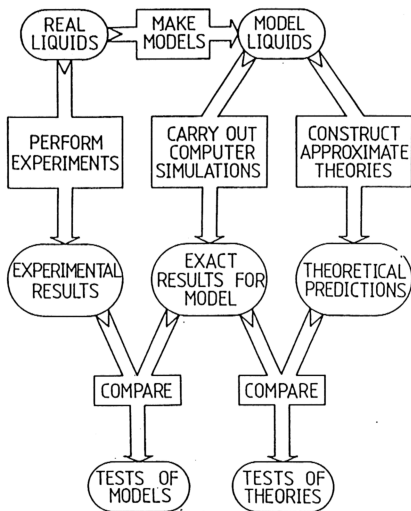 REAL
LIQUIDS
MAKE
MODELS
MODEL
LIQUIDS
PERFORM
EXPERIMENTS
CARRY OUT
COMPUTER
SIMULATIONS
CONSTRUCT
APPROXIMATE
THEORIES
EXPERIMENTAL
RESULTS
EXACT
RESULTS FOR
MODEL
THEORETICAL
PREDICTIONS
COMPARE
COMPARE
TESTS OF
MODELS
TESTS OF
THEORIES